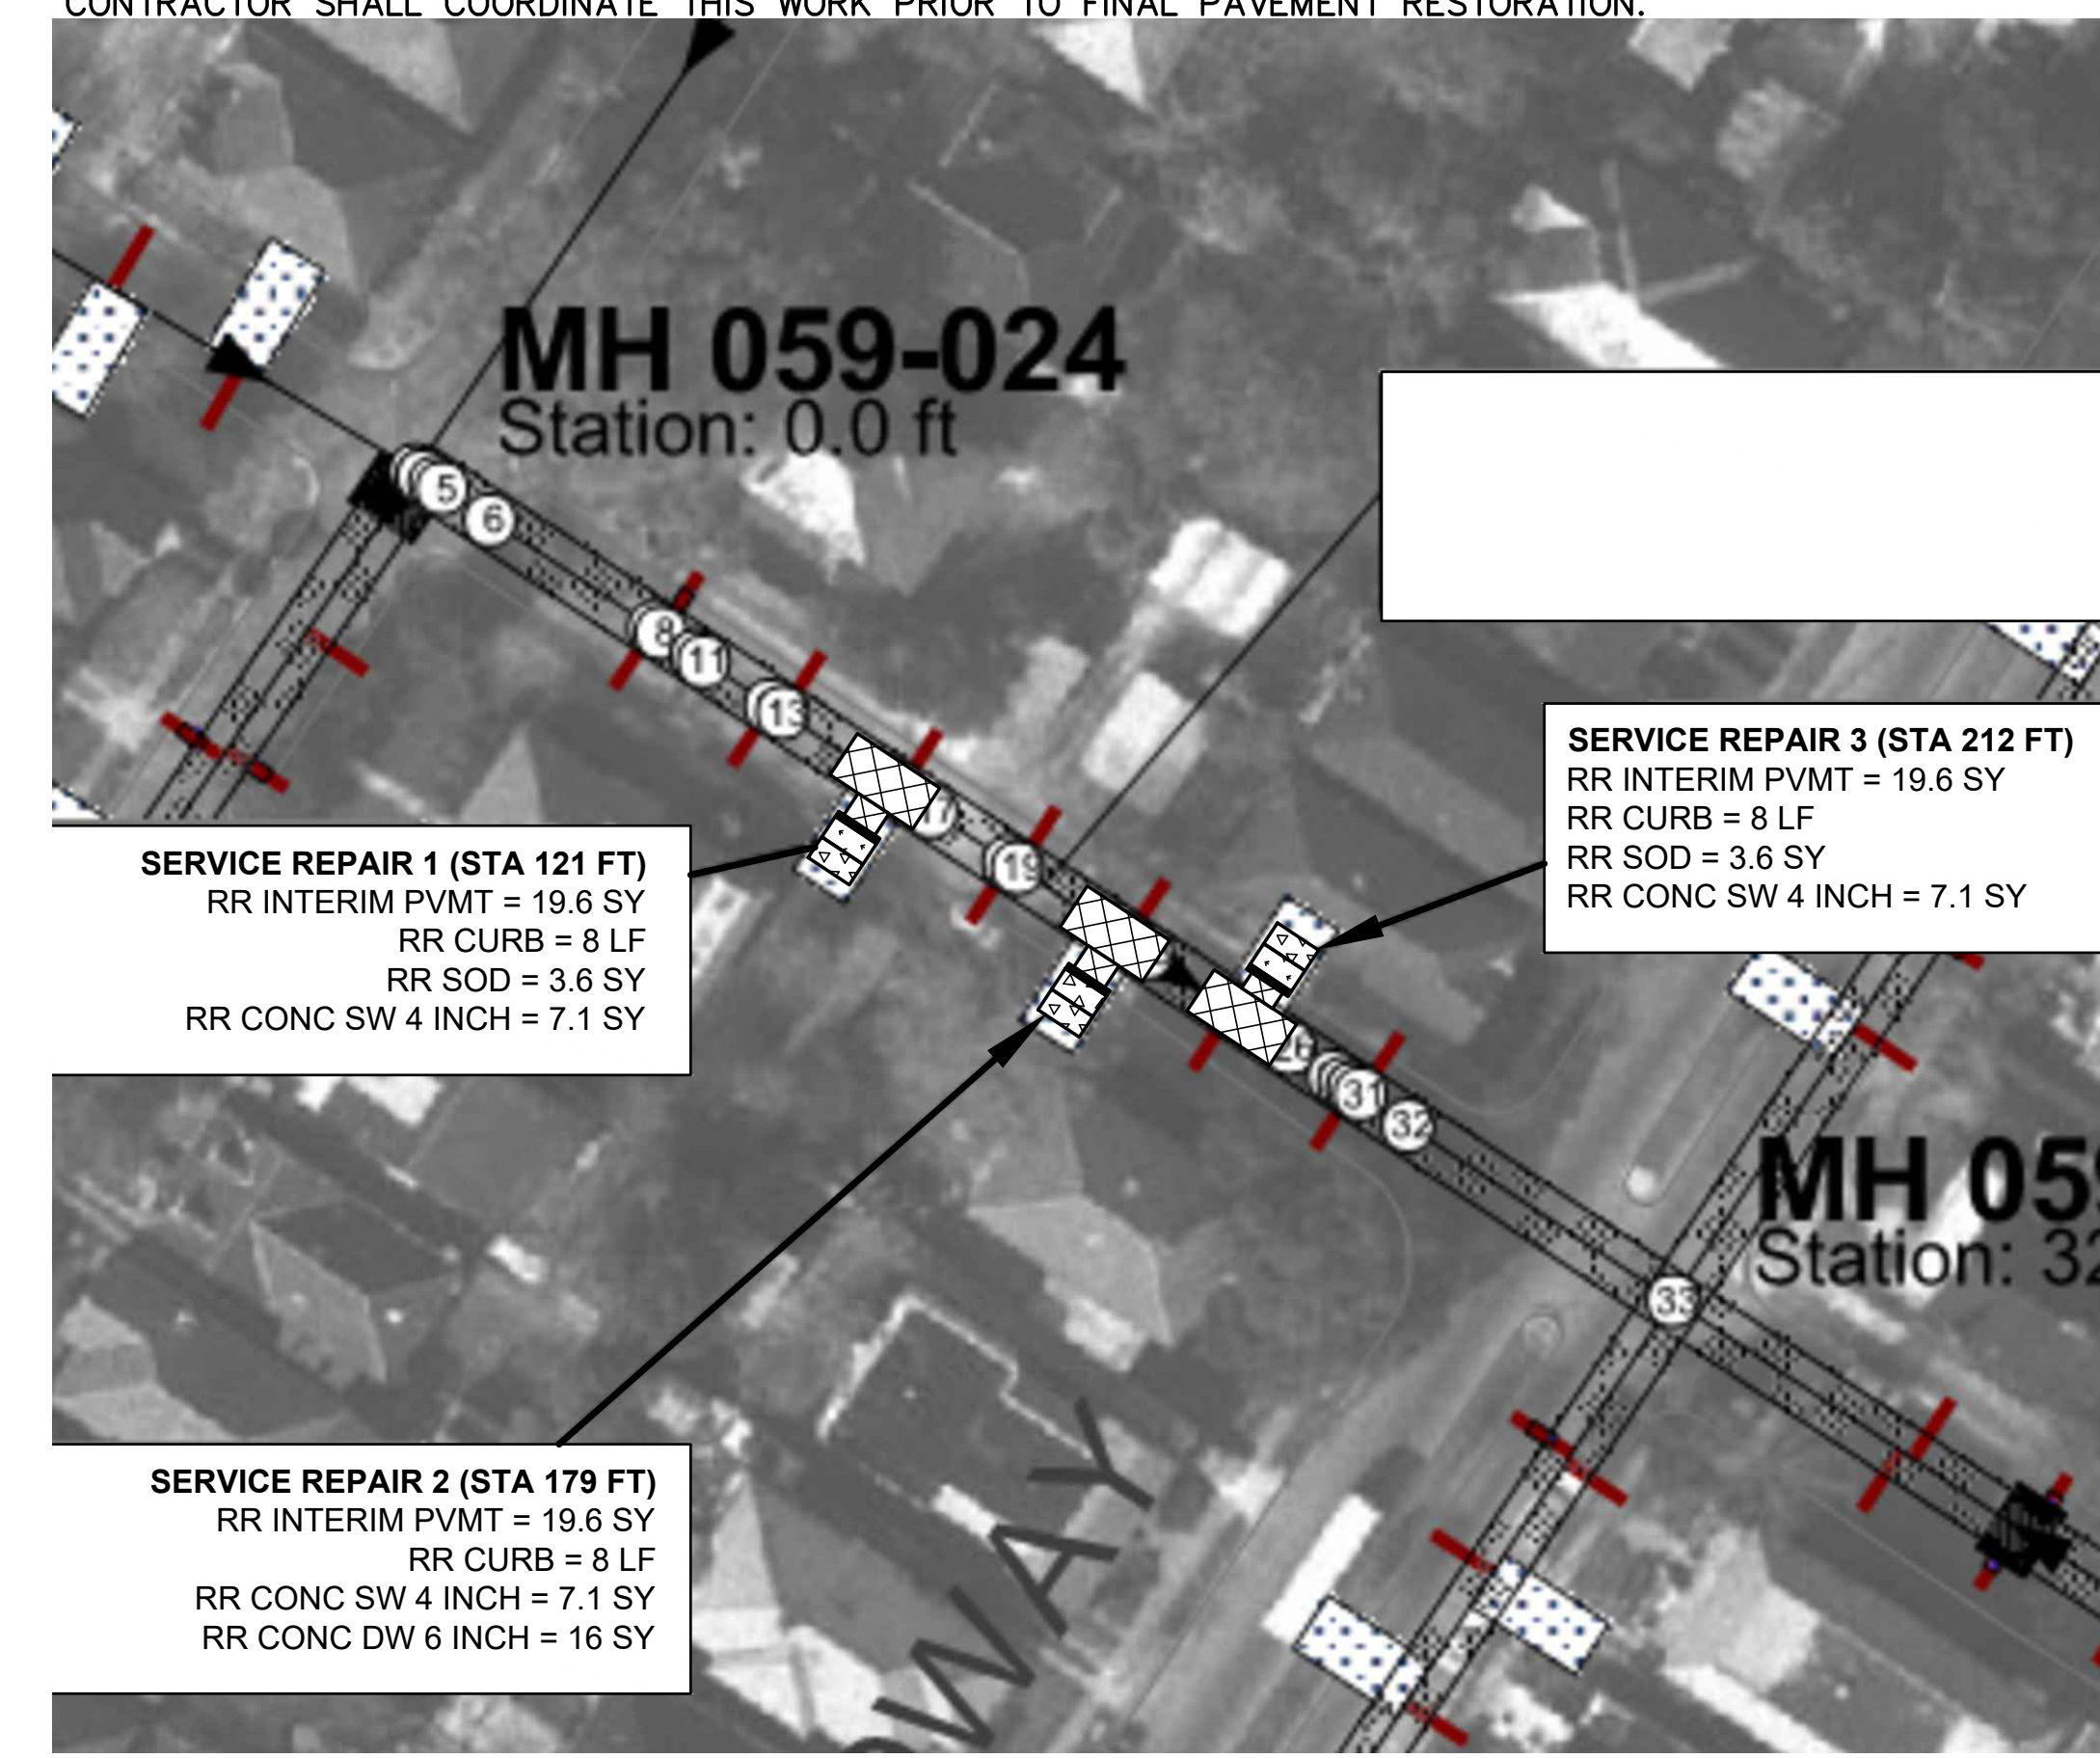 CONTRACTOR SHALL COORDINATE THIS WORK PRIOR TO FINAL PAVEMENT RESTORATION.
MH 059-024
Station: 0.0 ft
5
6
8
11
13
19
SERVICE REPAIR 3 (STA 212 FT)
RR INTERIM PVMT = 19.6 SY
RR CURB = 8 LF
RR SOD = 3.6 SY
RR CONC SW 4 INCH = 7.1 SY
SERVICE REPAIR 1 (STA 121 FT)
RR INTERIM PVMT = 19.6 SY
RR CURB = 8 LF
RR SOD = 3.6 SY
RR CONC SW 4 INCH = 7.1 SY
31
32
MH 059
Station: 32
33
SERVICE REPAIR 2 (STA 179 FT)
RR INTERIM PVMT = 19.6 SY
RR CURB = 8 LF
RR CONC SW 4 INCH = 7.1 SY
RR CONC DW 6 INCH = 16 SY
WAY